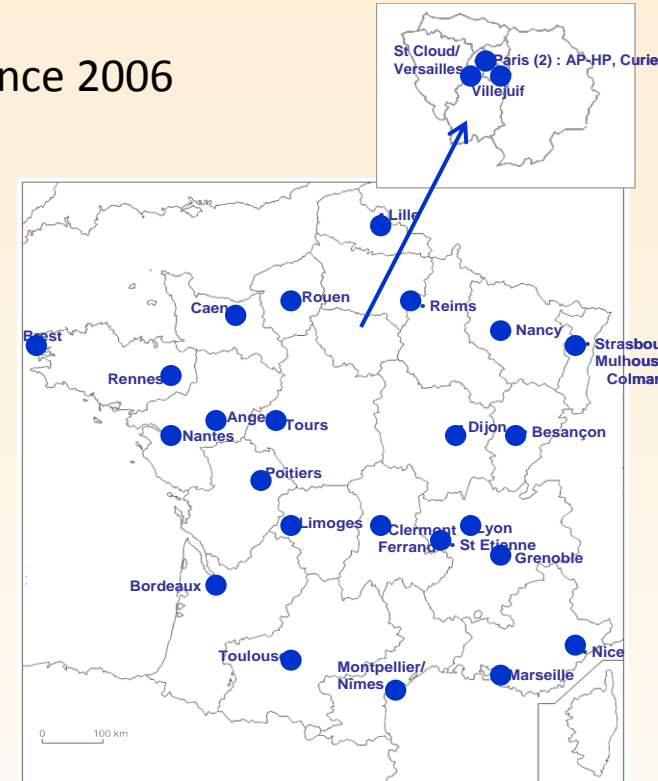 nce 2006
St Cloud/
Versailles
Paris (2) : AP-HP, Curie
Villejuif
Lille
Rouen
Caen
Reims
Nancy
Brest
Strasbou
Mulhous
Colmar
Rennes
Ange
Tours
Nantes
Dijon
Besançon
Poitiers
Limoges
Clermont
Ferrand
Lyon
St Etienne
Grenoble
Bordeaux
Toulouse
Montpellier/
Nîmes
Nice
Marseille
0 100 km